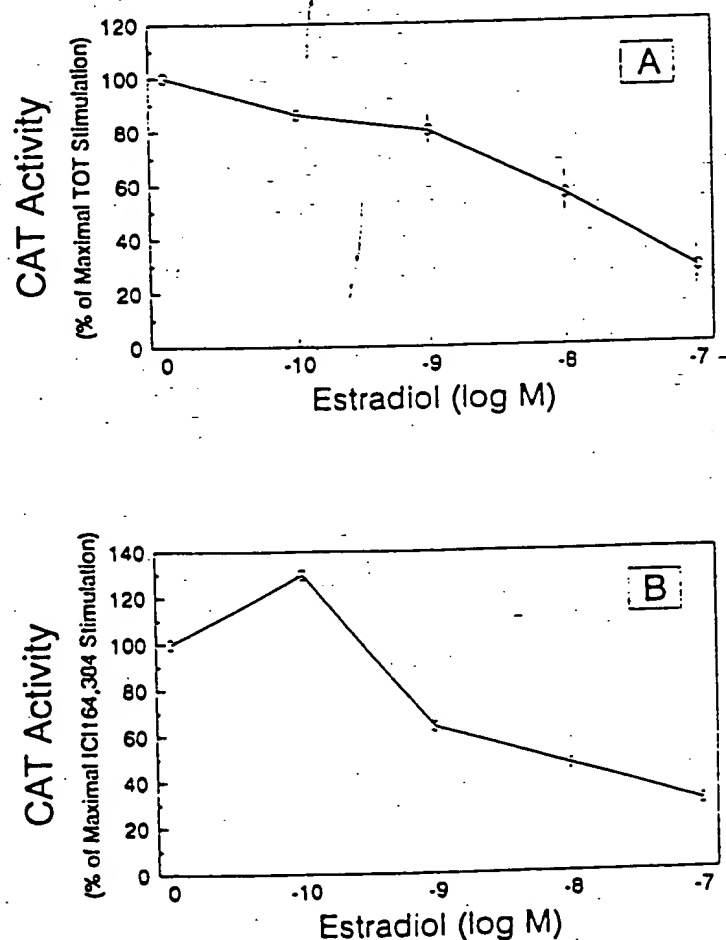 120
100
80
60
40
20
0
CAT Activity
(% of Maximal TOT Stimulation)
A
0 -10 -9 -8 -7
Estradiol (log M)
140
120
100
80
60
40
20
0
CAT Activity
(% of Maximal ICI164,384 Stimulation)
B
0 -10 -9 -8 -7
Estradiol (log M)